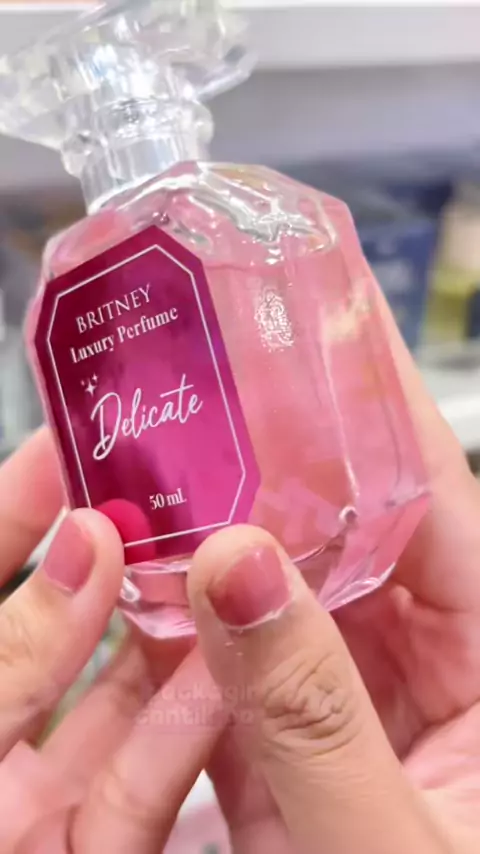 BRITNEY
Luxury Perfume
Delicate
50 ml.